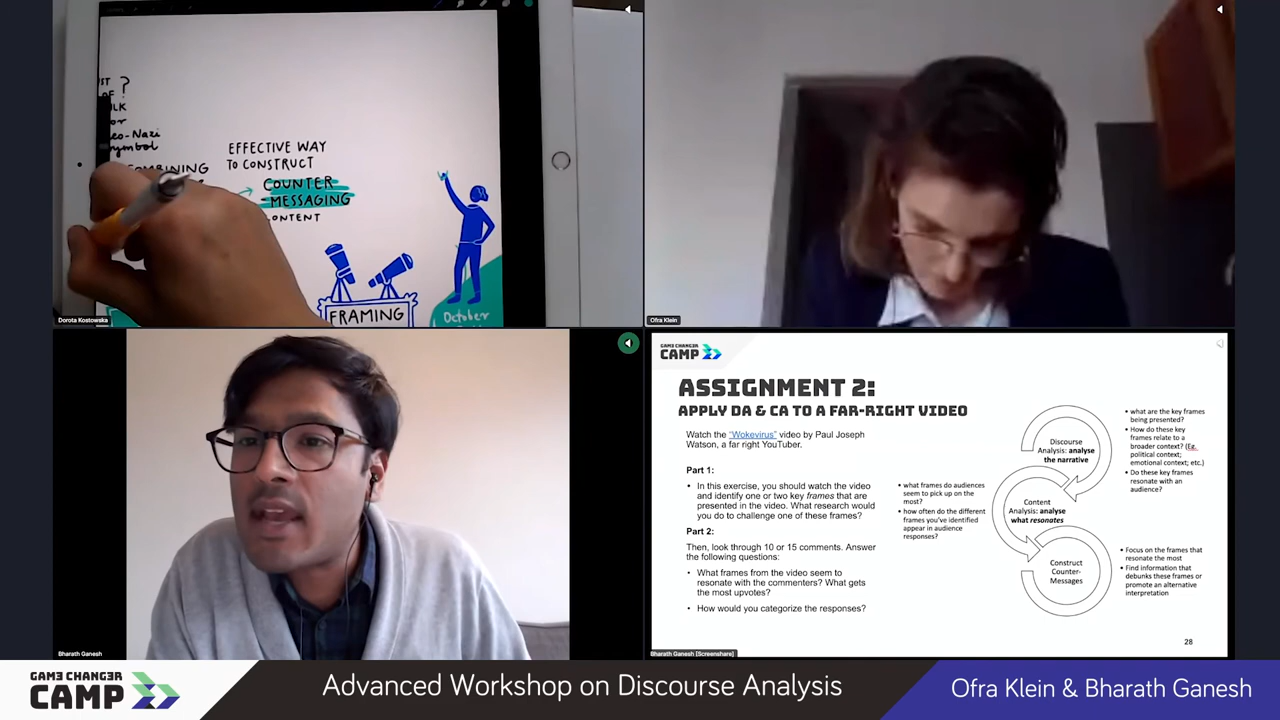 ?
LK
Neo-Nazi
symbol
COMBINING
EFFECTIVE WAY
TO CONSTRUCT
COUNTER
-MESSAGING
CONTENT
FRAMING
October
Dorota Kostowska
Ofra Klein
Bharath Ganesh
GAME CHANGER
CAMP
ASSIGNMENT 2:
APPLY DA & CA TO A FAR-RIGHT VIDEO
Watch the "Wokevirus" video by Paul Joseph
Watson, a far right YouTuber.
Part 1:
• In this exercise, you should watch the video
and identify one or two key frames that are
presented in the video. What research would
you do to challenge one of these frames?
Part 2:
Then, look through 10 or 15 comments. Answer
the following questions:
• What frames from the video seem to
resonate with the commenters? What gets
the most upvotes?
• How would you categorize the responses?
Discourse
Analysis: analyse
the narrative
• what are the key frames
being presented?
• How do these key
frames relate to a
broader context? (Eg.
political context;
emotional context; etc.)
• Do these key frames
resonate with an
audience?
• what frames do audiences
seem to pick up on the
most?
• how often do the different
frames you've identified
appear in audience
responses?
Content
Analysis: analyse
what resonates
Construct
Counter-
Messages
• Focus on the frames that
resonate the most
• Find information that
debunks these frames or
promote an alternative
interpretation
28
Bharath Ganesh [Screenshare]
GAME CHANGER
CAMP
Advanced Workshop on Discourse Analysis
Ofra Klein & Bharath Ganesh